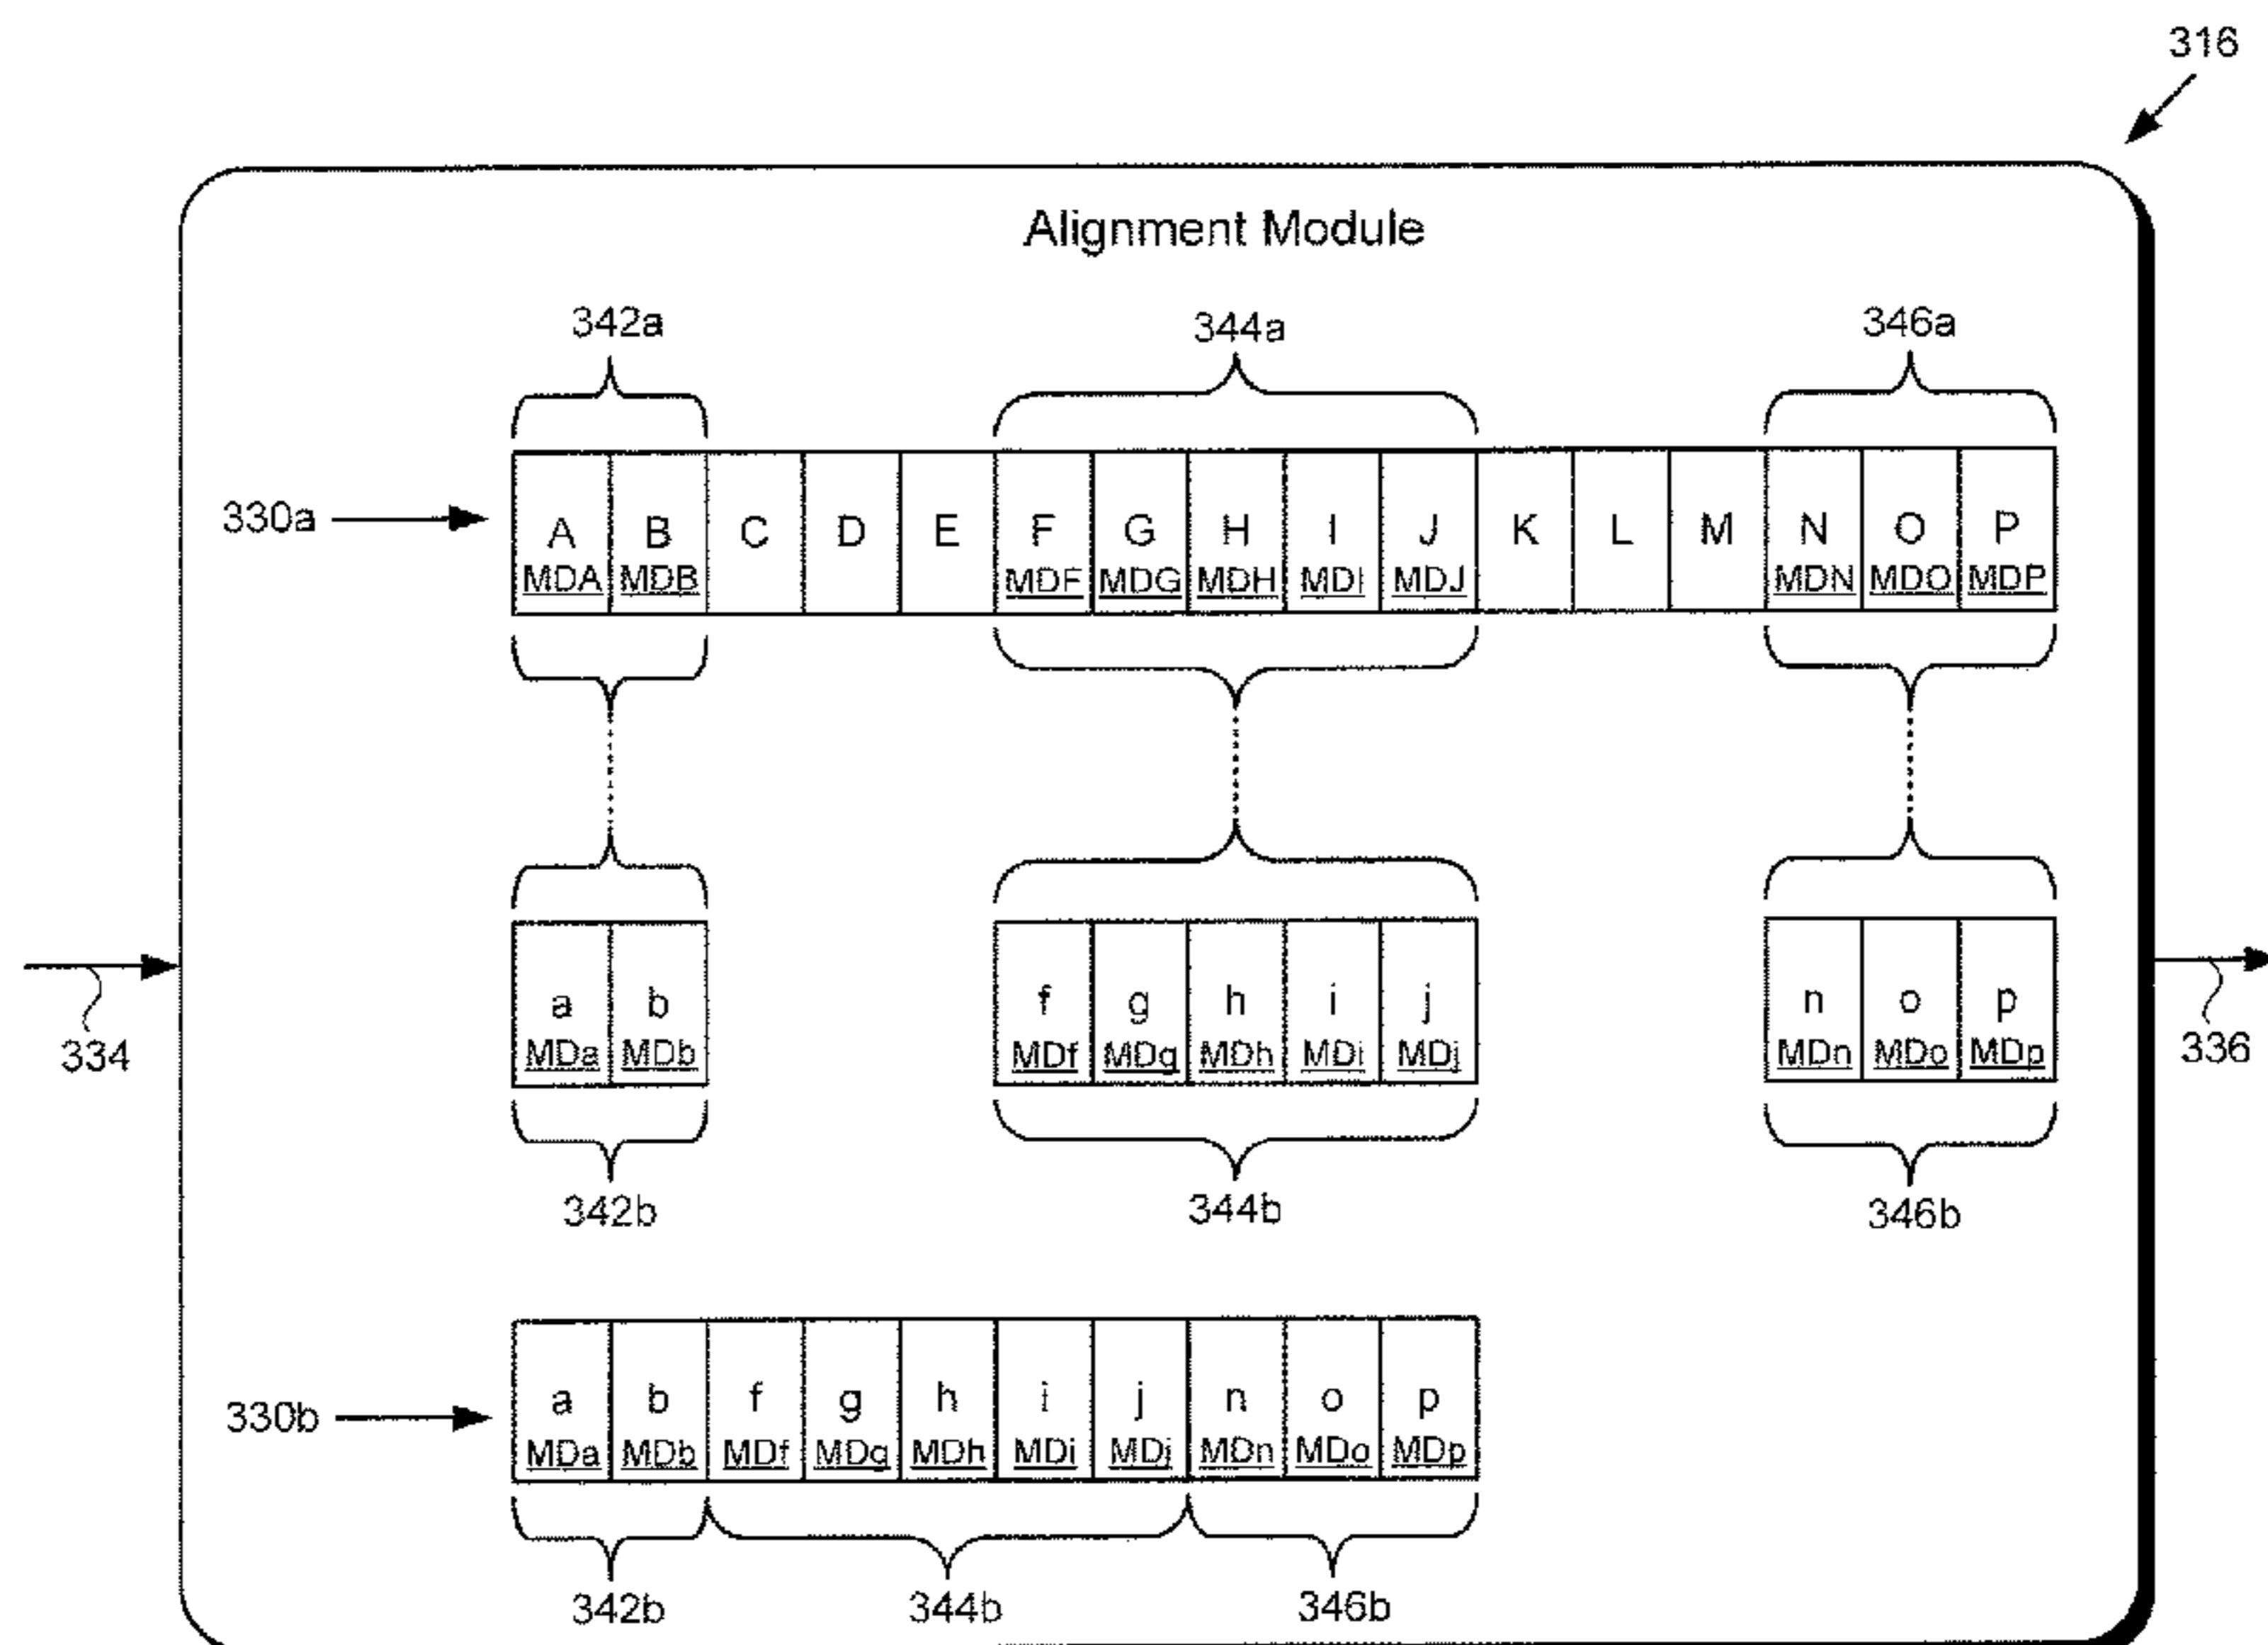 316
Alignment Module
342a 344a 346a
330a
A B C D E F G H I J K L M N O P
MDA MDB MDF MDG MDH MDI MDJ MDN MDO MDP
a b f g h i j n o p
MDa MDb MDf MDg MDh MDi MDj MDn MDo MDp
334
336
342b 344b 346b
330b
a b f g h i j n o p
MDa MDb MDf MDg MDh MDi MDj MDn MDo MDp
342b 344b 346b